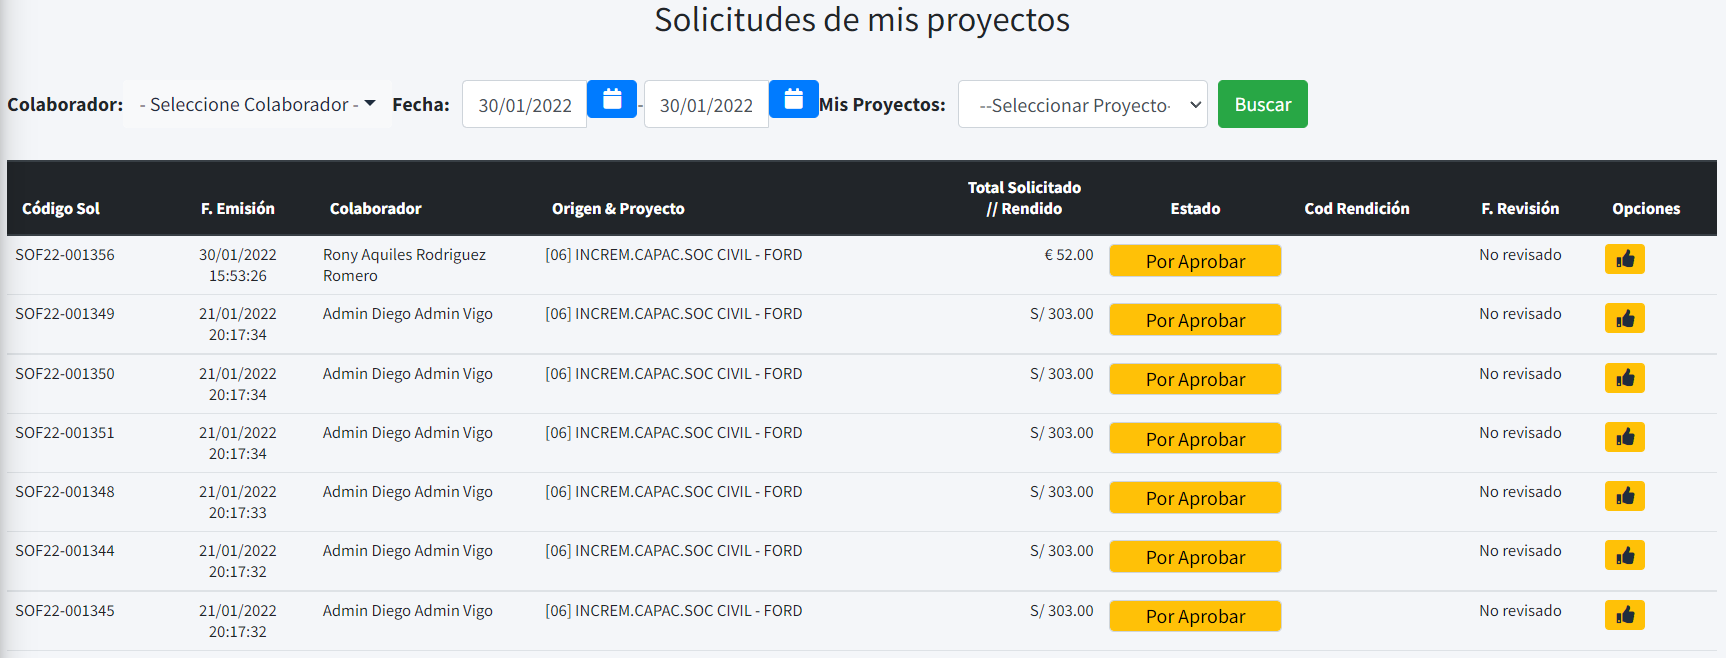 Solicitudes de mis proyectos
Colaborador: - Seleccione Colaborador - Fecha: 30/01/2022 - 30/01/2022 Mis Proyectos: --Seleccionar Proyecto- Buscar
Código Sol F. Emisión Colaborador Origen & Proyecto Total Solicitado // Rendido Estado Cod Rendición F. Revisión Opciones
SOF22-001356 30/01/2022 15:53:26 Rony Aquiles Rodriguez Romero [06] INCREM.CAPAC.SOC CIVIL - FORD € 52.00 Por Aprobar No revisado
SOF22-001349 21/01/2022 20:17:34 Admin Diego Admin Vigo [06] INCREM.CAPAC.SOC CIVIL - FORD S/ 303.00 Por Aprobar No revisado
SOF22-001350 21/01/2022 20:17:34 Admin Diego Admin Vigo [06] INCREM.CAPAC.SOC CIVIL - FORD S/ 303.00 Por Aprobar No revisado
SOF22-001351 21/01/2022 20:17:34 Admin Diego Admin Vigo [06] INCREM.CAPAC.SOC CIVIL - FORD S/ 303.00 Por Aprobar No revisado
SOF22-001348 21/01/2022 20:17:33 Admin Diego Admin Vigo [06] INCREM.CAPAC.SOC CIVIL - FORD S/ 303.00 Por Aprobar No revisado
SOF22-001344 21/01/2022 20:17:32 Admin Diego Admin Vigo [06] INCREM.CAPAC.SOC CIVIL - FORD S/ 303.00 Por Aprobar No revisado
SOF22-001345 21/01/2022 20:17:32 Admin Diego Admin Vigo [06] INCREM.CAPAC.SOC CIVIL - FORD S/ 303.00 Por Aprobar No revisado